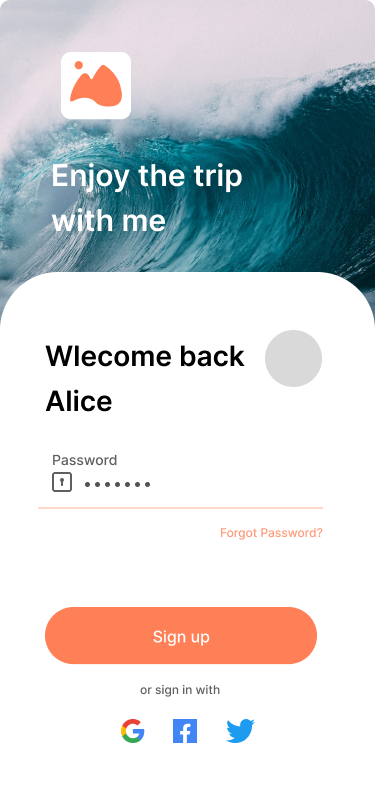 Enjoy the trip
with me
Wlecome back
Alice
Password
Forgot Password?
Sign up
or sign in with